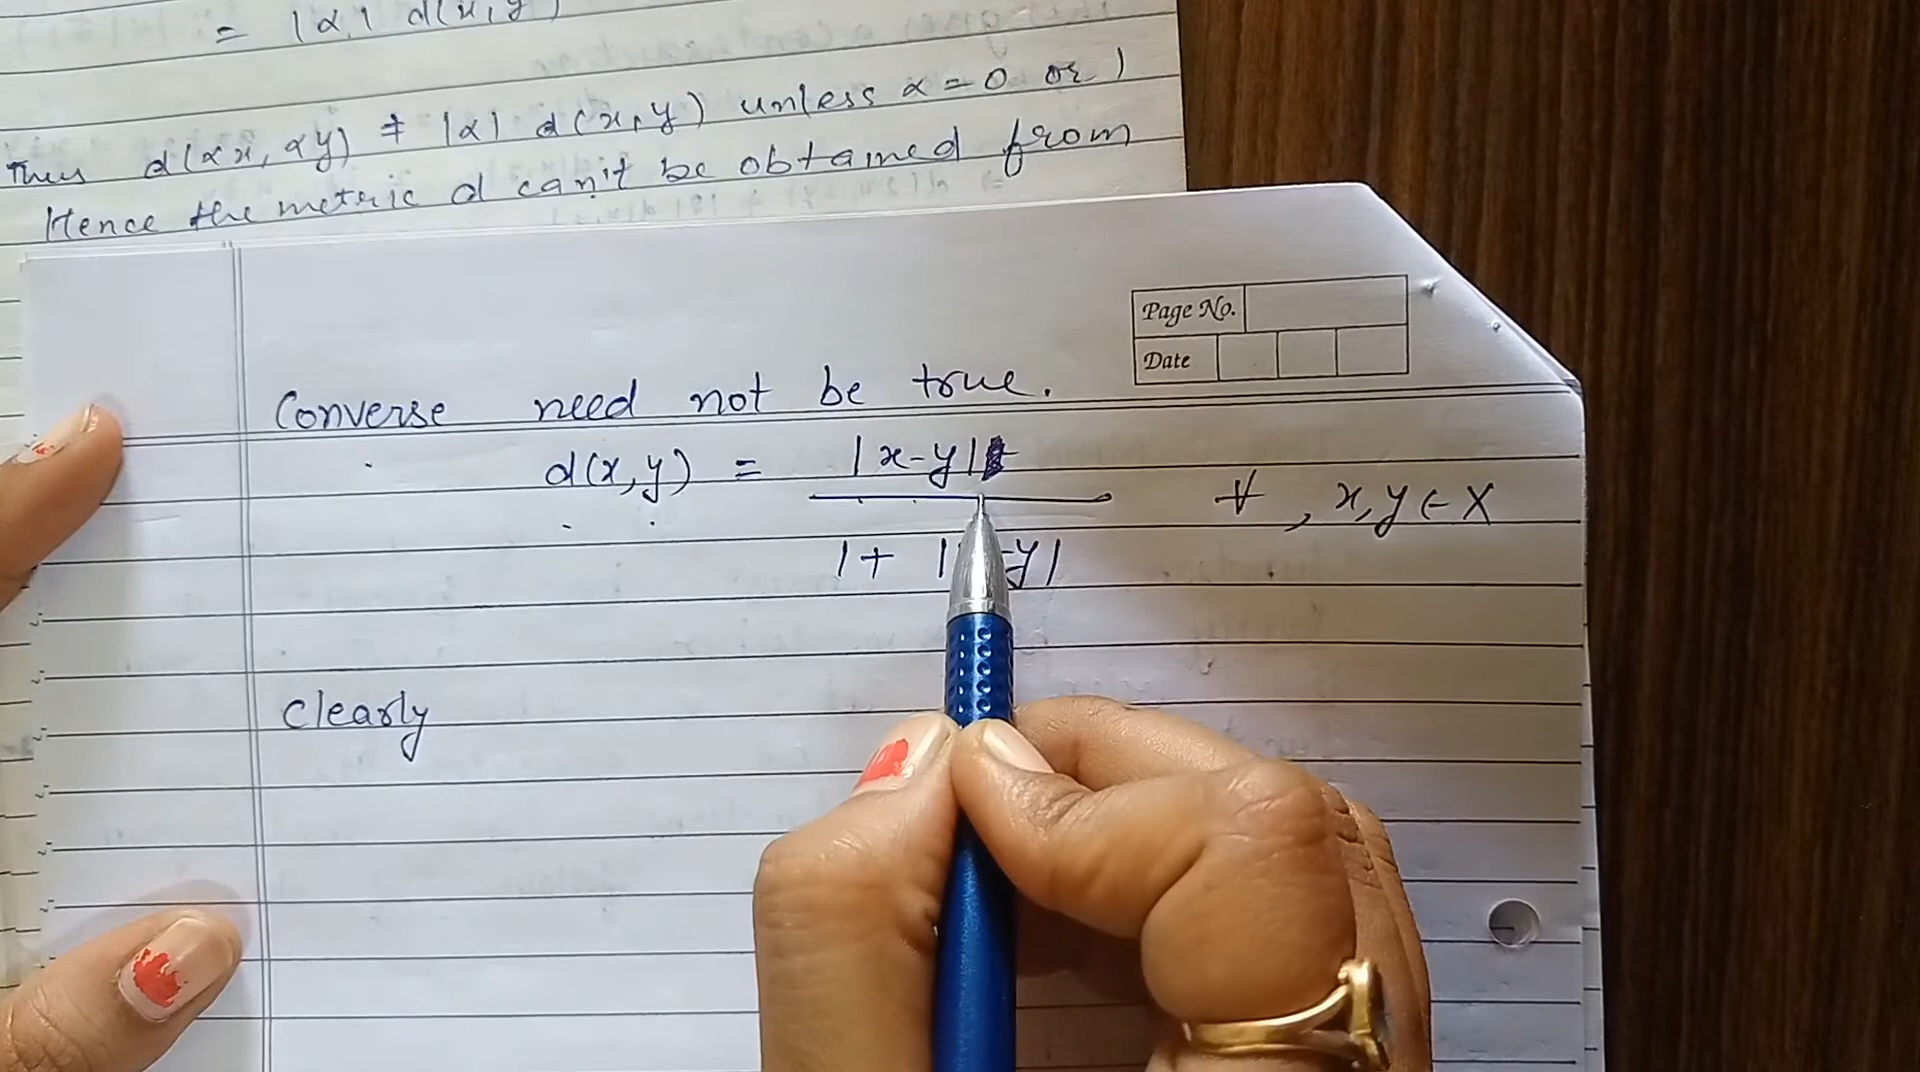 = |α| d(x,y)
Thus d(αx, αy) ≠ |α| d(x,y) unless α = 0 or 1
Hence the metric d can't be obtained from
Page No.
Date
Converse need not be true.
d(x,y) = |x-y|
∀, x,y ∈ X
1+ | -y|
Clearly